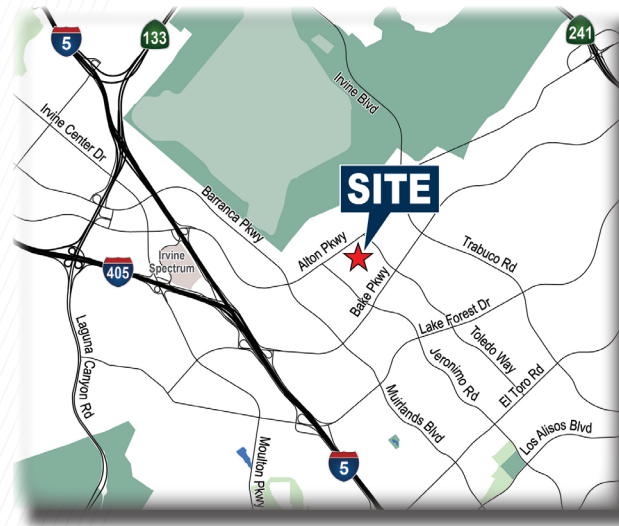 5
133
241
Irvine Blvd
Irvine Center Dr
Barranca Pkwy
SITE
Alton Pkwy
Trabuco Rd
Irvine
Spectrum
405
Bake Pkwy
Lake Forest Dr
Laguna Canyon Rd
Toledo Way
Jeronimo Rd
El Toro Rd
Muirlands Blvd
Los Alisos Blvd
Moulton Pkwy
5